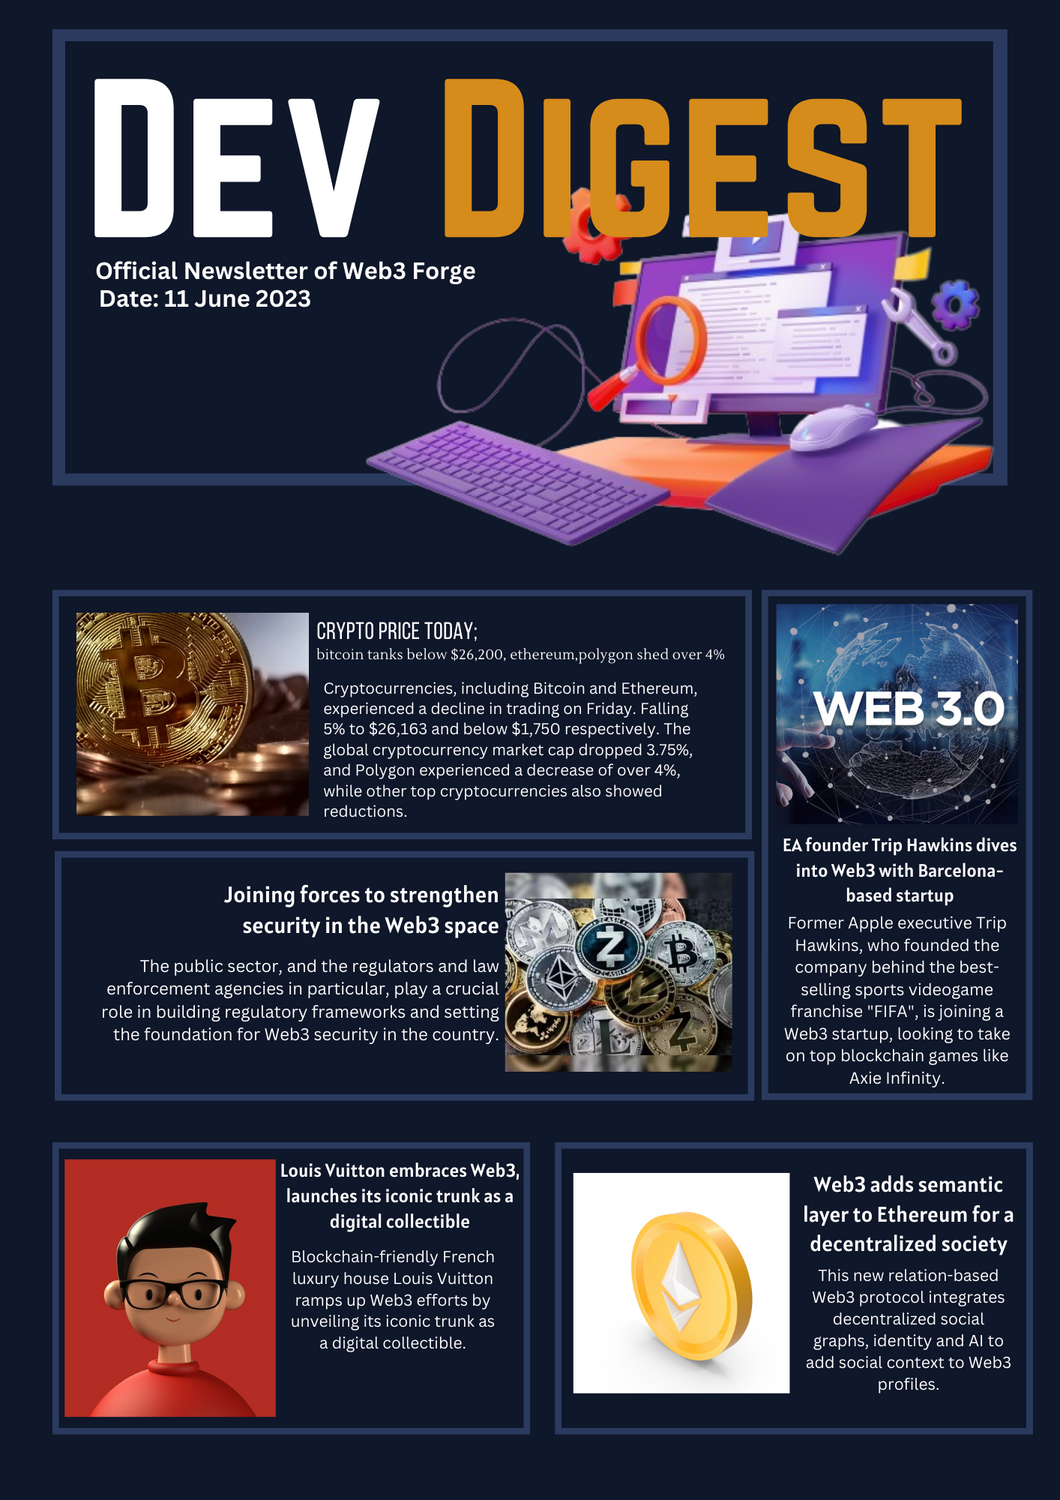 DEV DIGEST
Official Newsletter of Web3 Forge
Date: 11 June 2023
CRYPTO PRICE TODAY;
bitcoin tanks below $26,200, ethereum,polygon shed over 4%
Cryptocurrencies, including Bitcoin and Ethereum,
experienced a decline in trading on Friday. Falling
5% to $26,163 and below $1,750 respectively. The
global cryptocurrency market cap dropped 3.75%,
and Polygon experienced a decrease of over 4%,
while other top cryptocurrencies also showed
reductions.
WEB 3.0
EA founder Trip Hawkins dives
into Web3 with Barcelona-
based startup
Former Apple executive Trip
Hawkins, who founded the
company behind the best-
selling sports videogame
franchise "FIFA", is joining a
Web3 startup, looking to take
on top blockchain games like
Axie Infinity.
Joining forces to strengthen
security in the Web3 space
The public sector, and the regulators and law
enforcement agencies in particular, play a crucial
role in building regulatory frameworks and setting
the foundation for Web3 security in the country.
Louis Vuitton embraces Web3,
launches its iconic trunk as a
digital collectible
Blockchain-friendly French
luxury house Louis Vuitton
ramps up Web3 efforts by
unveiling its iconic trunk as
a digital collectible.
Web3 adds semantic
layer to Ethereum for a
decentralized society
This new relation-based
Web3 protocol integrates
decentralized social
graphs, identity and AI to
add social context to Web3
profiles.